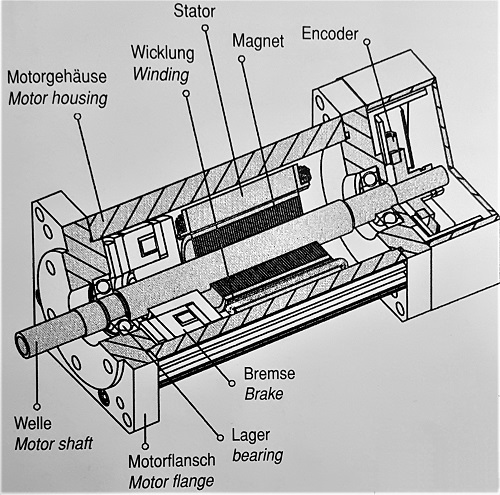 Stator
Wicklung
Winding
Magnet
Encoder
Motorgehäuse
Motor housing
Bremse
Brake
Welle
Motor shaft
Lager
bearing
Motorflansch
Motor flange